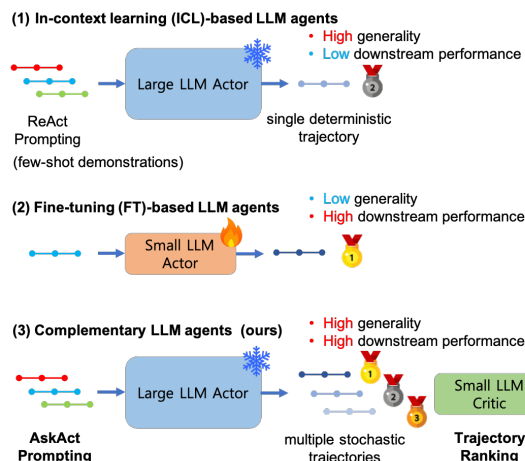 (1) In-context learning (ICL)-based LLM agents
• High generality
• Low downstream performance
Large LLM Actor
2
ReAct
Prompting
(few-shot demonstrations)
single deterministic
trajectory
(2) Fine-tuning (FT)-based LLM agents
• Low generality
• High downstream performance
Small LLM
Actor
1
(3) Complementary LLM agents (ours)
• High generality
• High downstream performance
Large LLM Actor
1
2
3
Small LLM
Critic
AskAct
Prompting
multiple stochastic
trajectories
Trajectory
Ranking